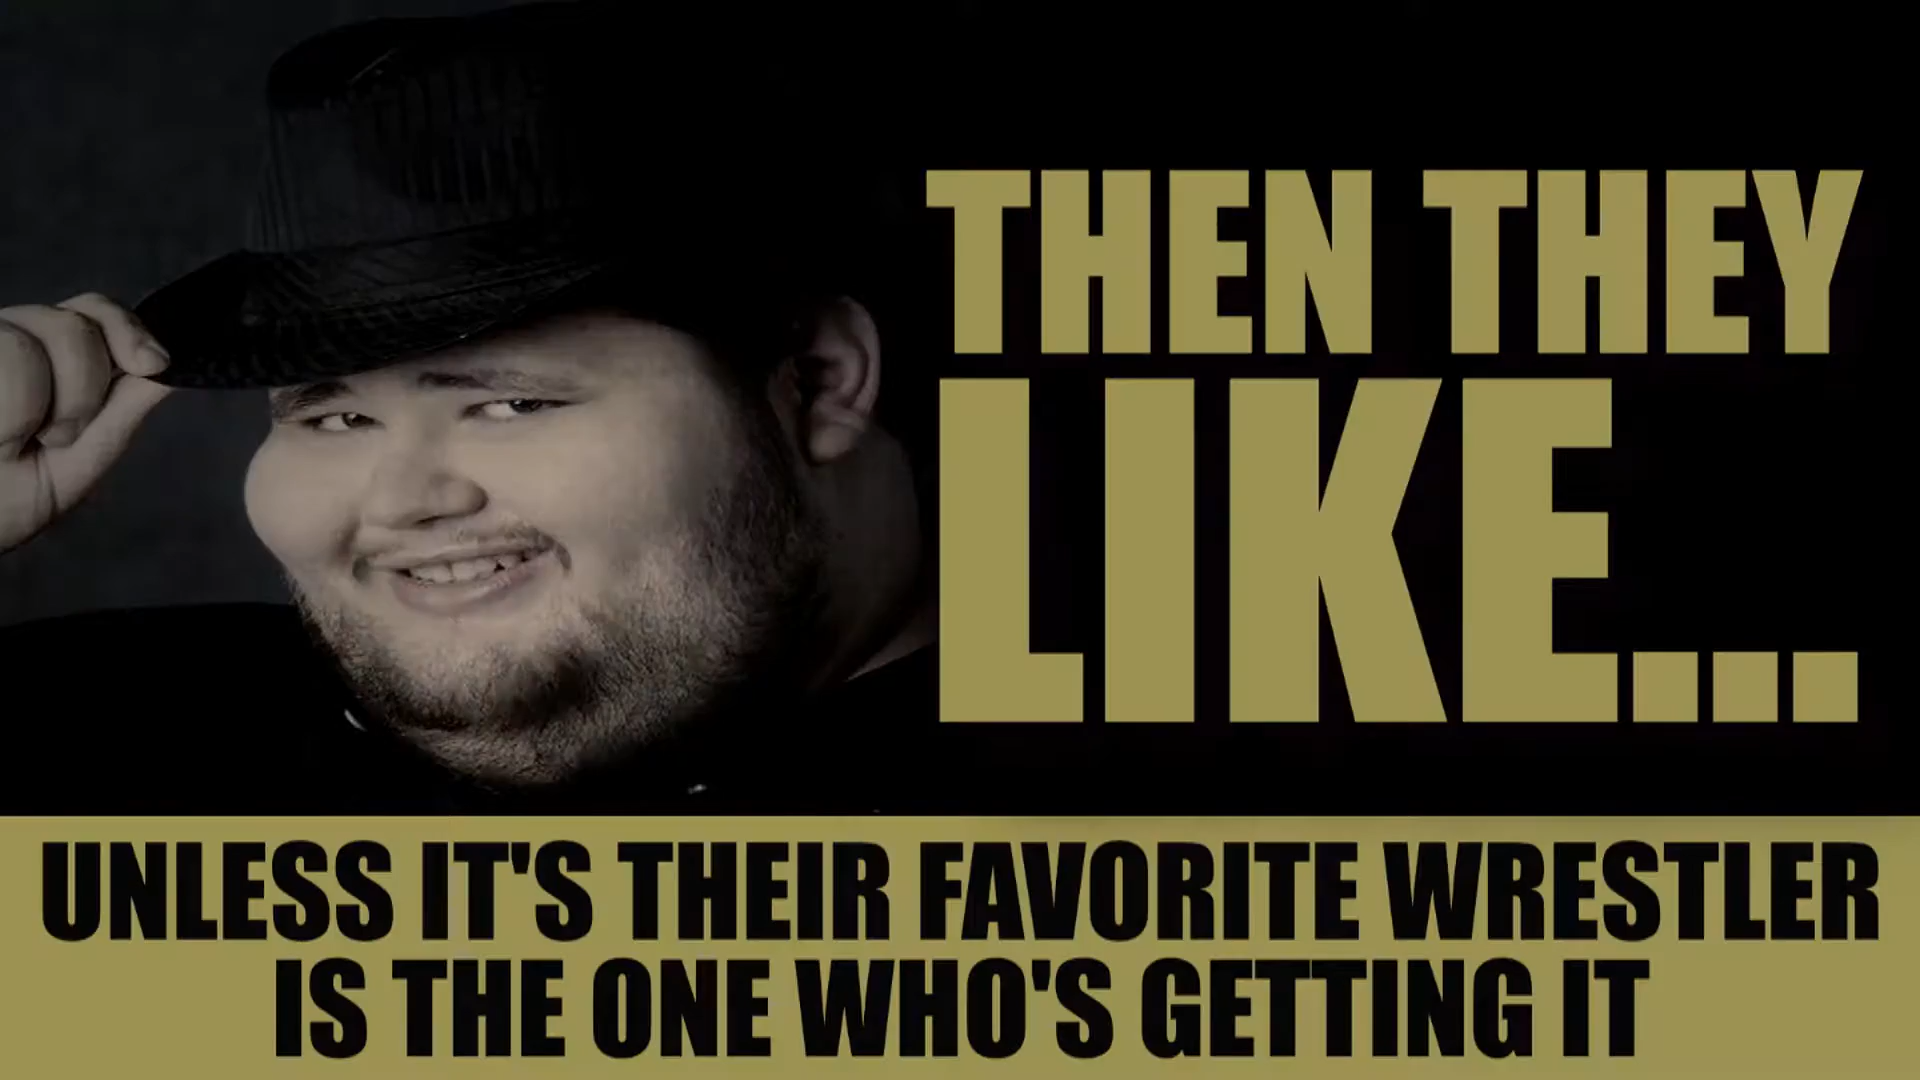 THEN THEY
LIKE...
UNLESS IT'S THEIR FAVORITE WRESTLER
IS THE ONE WHO'S GETTING IT